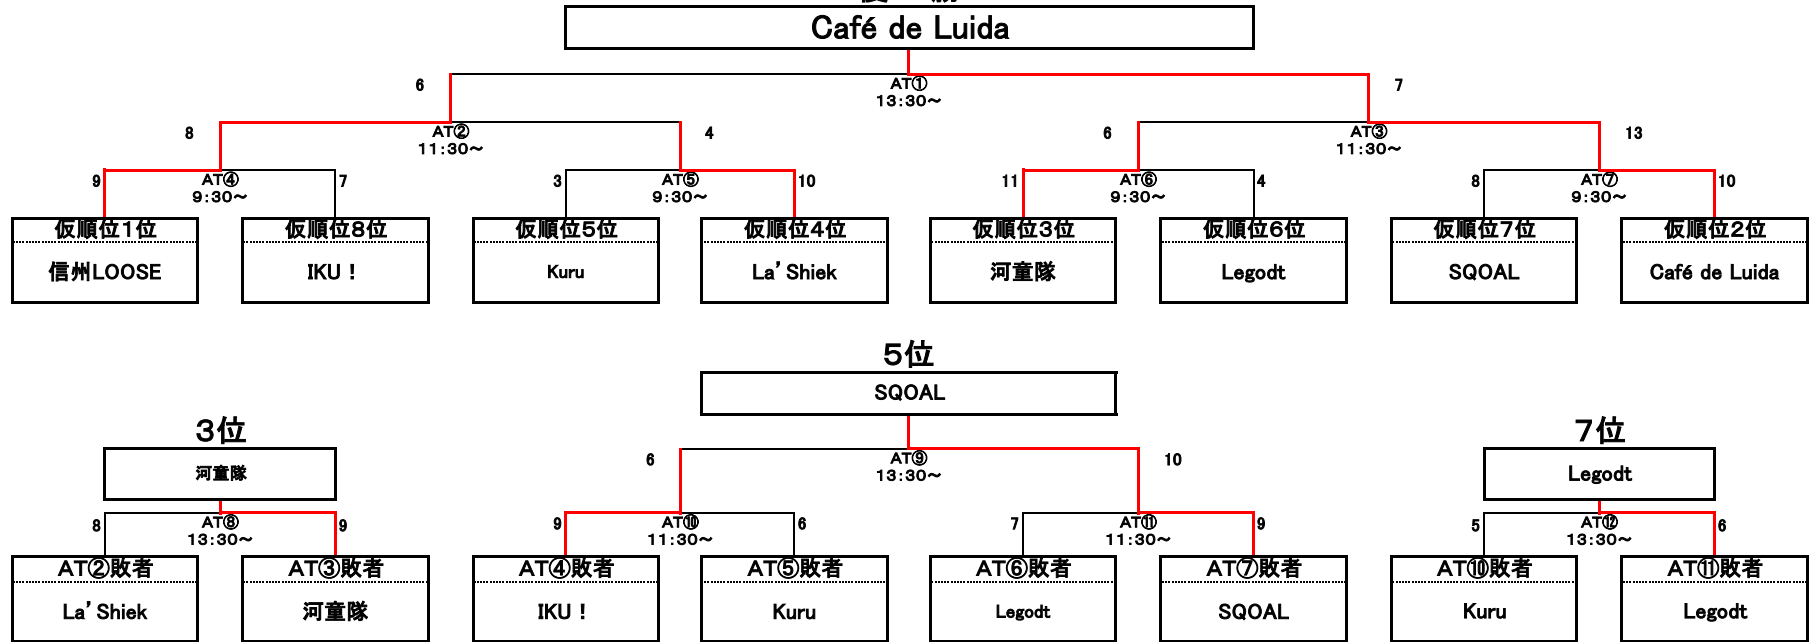 Café de Luida
6 AT① 7
13:30～
8 AT② 4 6 AT③ 13
11:30～ 11:30～
9 AT④ 7 3 AT⑤ 10 11 AT⑥ 4 8 AT⑦ 10
9:30～ 9:30～ 9:30～ 9:30～
仮順位1位 仮順位8位 仮順位5位 仮順位4位 仮順位3位 仮順位6位 仮順位7位 仮順位2位
信州LOOSE IKU！ Kuru La’Shiek 河童隊 Legodt SQOAL Café de Luida
5位
SQOAL
3位 7位
河童隊 6 AT⑨ 10 Legodt
13:30～
8 AT⑧ 9 9 AT⑩ 6 7 AT⑪ 9 5 AT⑫ 6
13:30～ 11:30～ 11:30～ 13:30～
AT②敗者 AT③敗者 AT④敗者 AT⑤敗者 AT⑥敗者 AT⑦敗者 AT⑩敗者 AT⑪敗者
La’Shiek 河童隊 IKU！ Kuru Legodt SQOAL Kuru Legodt